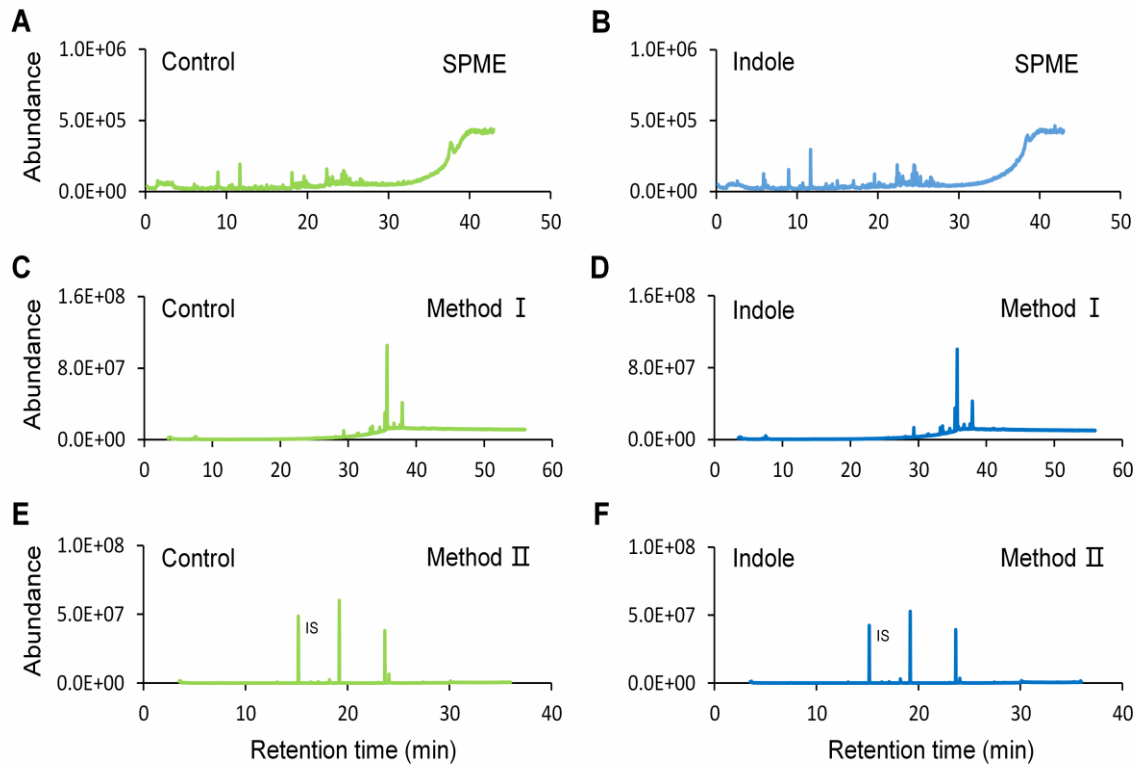 A
B
1.0E+06
Control
SPME
5.0E+05
0.0E+00
Abundance
0 10 20 30 40 50
1.0E+06
Indole
SPME
5.0E+05
0.0E+00
0 10 20 30 40 50
C
D
1.6E+08
Control
Method Ⅰ
8.0E+07
0.0E+00
Abundance
0 10 20 30 40 50 60
1.6E+08
Indole
Method Ⅰ
8.0E+07
0.0E+00
0 10 20 30 40 50 60
E
F
1.0E+08
Control
Method Ⅱ
5.0E+07
IS
0.0E+00
Abundance
0 10 20 30 40
Retention time (min)
1.0E+08
Indole
Method Ⅱ
5.0E+07
IS
0.0E+00
0 10 20 30 40
Retention time (min)